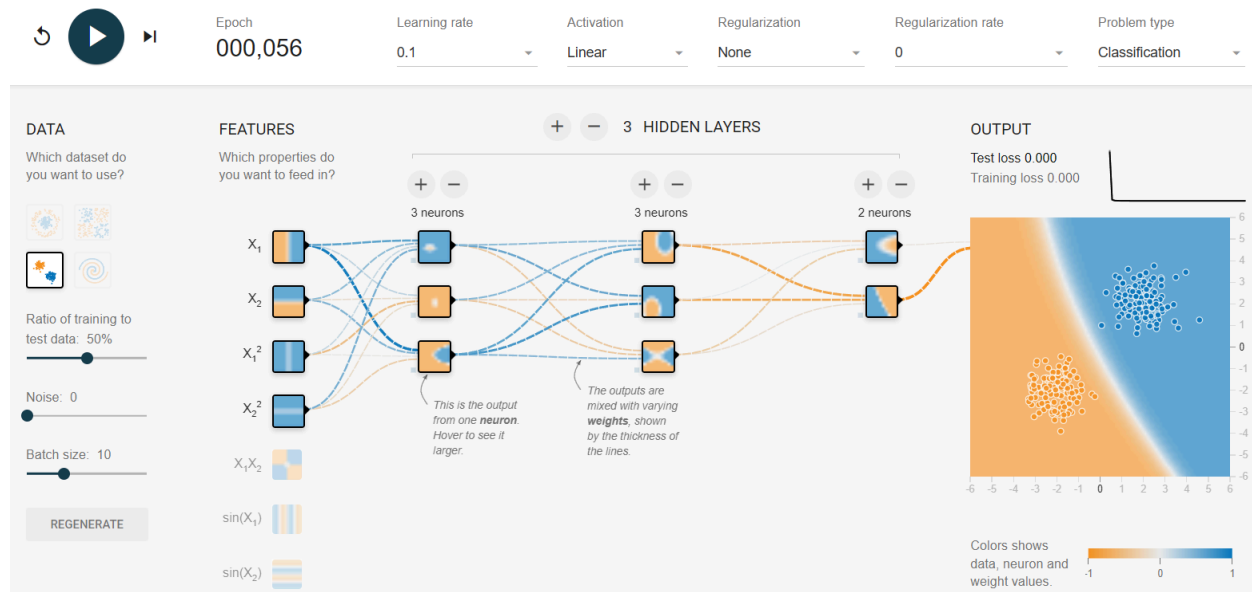 Epoch
000,056
Learning rate
0.1
Activation
Linear
Regularization
None
Regularization rate
0
Problem type
Classification
DATA
Which dataset do
you want to use?
Ratio of training to
test data: 50%
Noise: 0
Batch size: 10
REGENERATE
FEATURES
Which properties do
you want to feed in?
X₁
X₂
X₁²
X₂²
X₁X₂
sin(X₁)
sin(X₂)
3 HIDDEN LAYERS
3 neurons
3 neurons
2 neurons
This is the output
from one neuron.
Hover to see it
larger.
The outputs are
mixed with varying
weights, shown
by the thickness of
the lines.
OUTPUT
Test loss 0.000
Training loss 0.000
6
5
4
3
2
1
0
-1
-2
-3
-4
-5
-6
-6 -5 -4 -3 -2 -1 0 1 2 3 4 5 6
Colors shows
data, neuron and
weight values.
-1 0 1